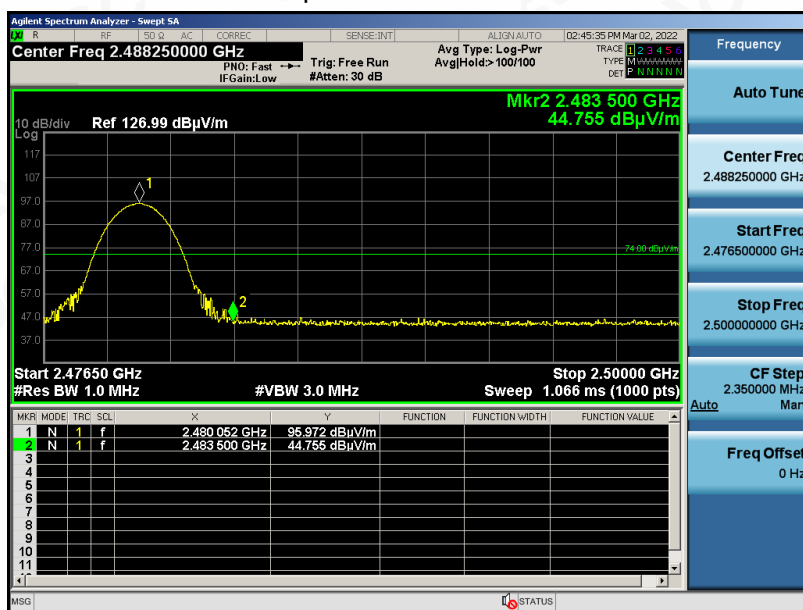 Agilent Spectrum Analyzer - Swept SA
LXI R RF 50 Ω AC CORREC SENSE:INT ALIGN AUTO 02:45:35 PM Mar 02, 2022
Center Freq 2.488250000 GHz
PNO: Fast
IFGain:Low
Trig: Free Run
#Atten: 30 dB
Avg Type: Log-Pwr
Avg|Hold:>100/100
TRACE 1 2 3 4 5 6
TYPE M
DET P N N N N N
Mkr2 2.483 500 GHz
44.755 dBµV/m
10 dB/div Ref 126.99 dBµV/m
Log
117
107
97.0
87.0
77.0
67.0
57.0
47.0
37.0
1
2
74.00 dBµV/m
Start 2.47650 GHz Stop 2.50000 GHz
#Res BW 1.0 MHz #VBW 3.0 MHz Sweep 1.066 ms (1000 pts)
MKR MODE TRC SCL X Y FUNCTION FUNCTION WIDTH FUNCTION VALUE
1 N 1 f 2.480 052 GHz 95.972 dBµV/m
2 N 1 f 2.483 500 GHz 44.755 dBµV/m
3
4
5
6
7
8
9
10
11
MSG STATUS
Frequency
Auto Tune
Center Freq
2.488250000 GHz
Start Freq
2.476500000 GHz
Stop Freq
2.500000000 GHz
CF Step
2.350000 MHz
Auto Man
Freq Offset
0 Hz